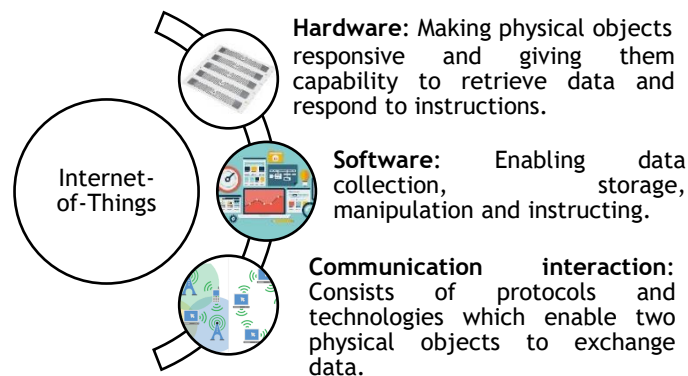 Internet-
of-Things
Hardware: Making physical objects
responsive and giving them
capability to retrieve data and
respond to instructions.
Software: Enabling data
collection, storage,
manipulation and instructing.
Communication interaction:
Consists of protocols and
technologies which enable two
physical objects to exchange
data.